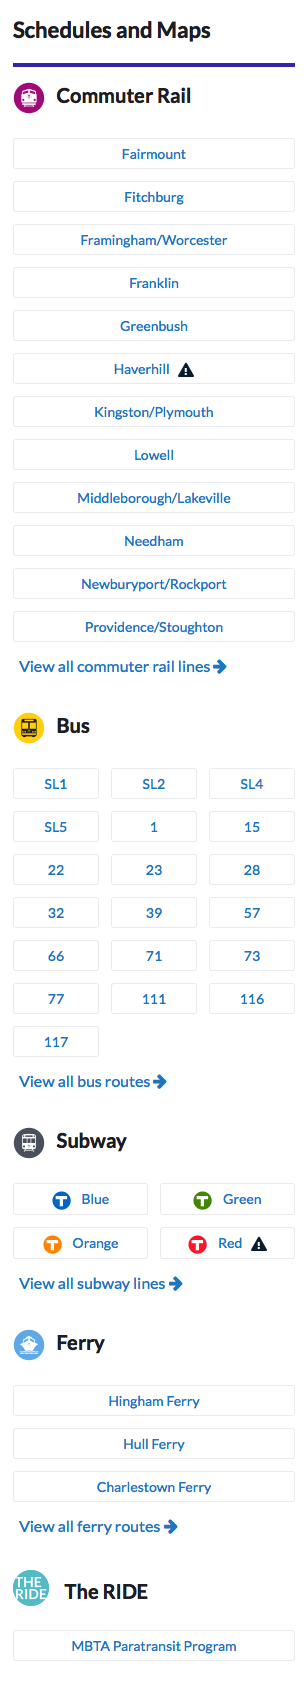 Schedules and Maps
Commuter Rail
Fairmount
Fitchburg
Framingham/Worcester
Franklin
Greenbush
Haverhill
Kingston/Plymouth
Lowell
Middleborough/Lakeville
Needham
Newburyport/Rockport
Providence/Stoughton
View all commuter rail lines
Bus
SL1 SL2 SL4
SL5 1 15
22 23 28
32 39 57
66 71 73
77 111 116
117
View all bus routes
Subway
T Blue T Green
T Orange T Red
View all subway lines
Ferry
Hingham Ferry
Hull Ferry
Charlestown Ferry
View all ferry routes
THE
RIDE
The RIDE
MBTA Paratransit Program